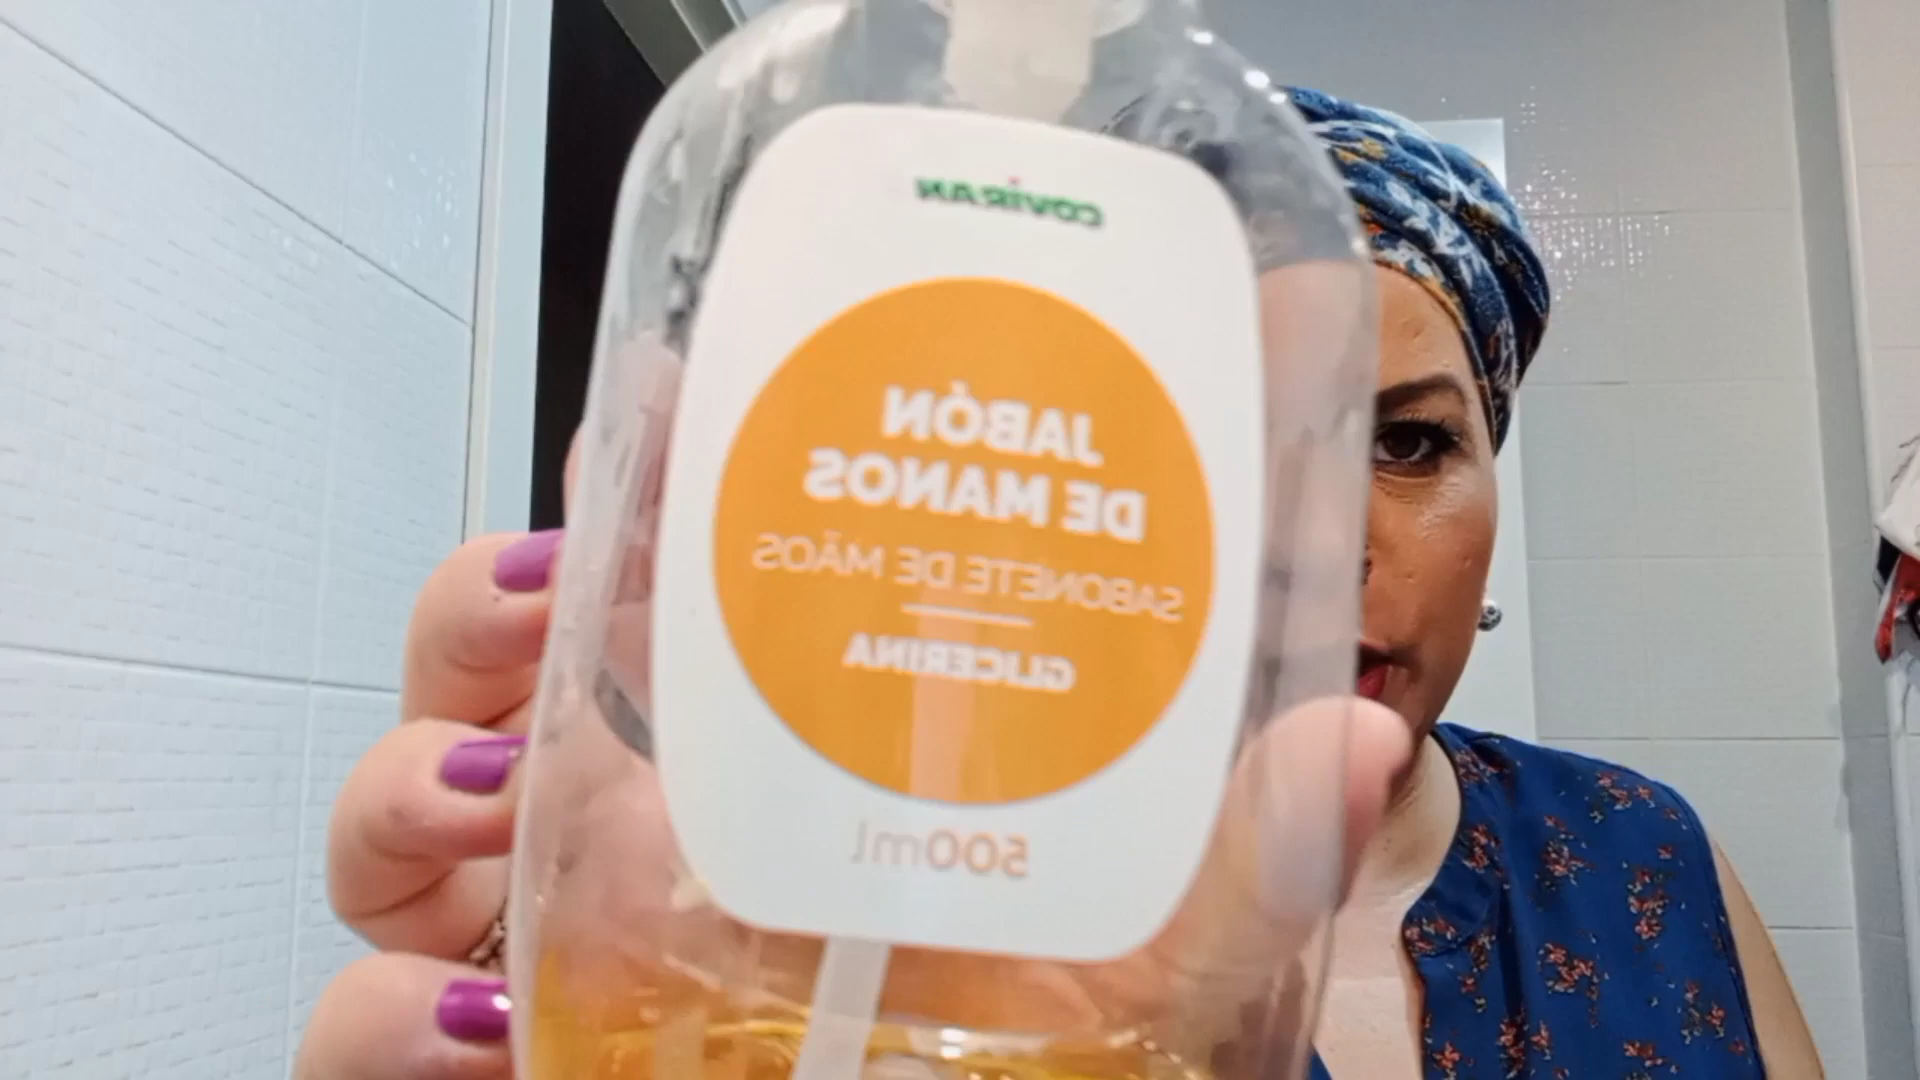 COVIRAN
JABÓN
DE MANOS
SABONETE DE MÃOS
GLICERINA
500ml